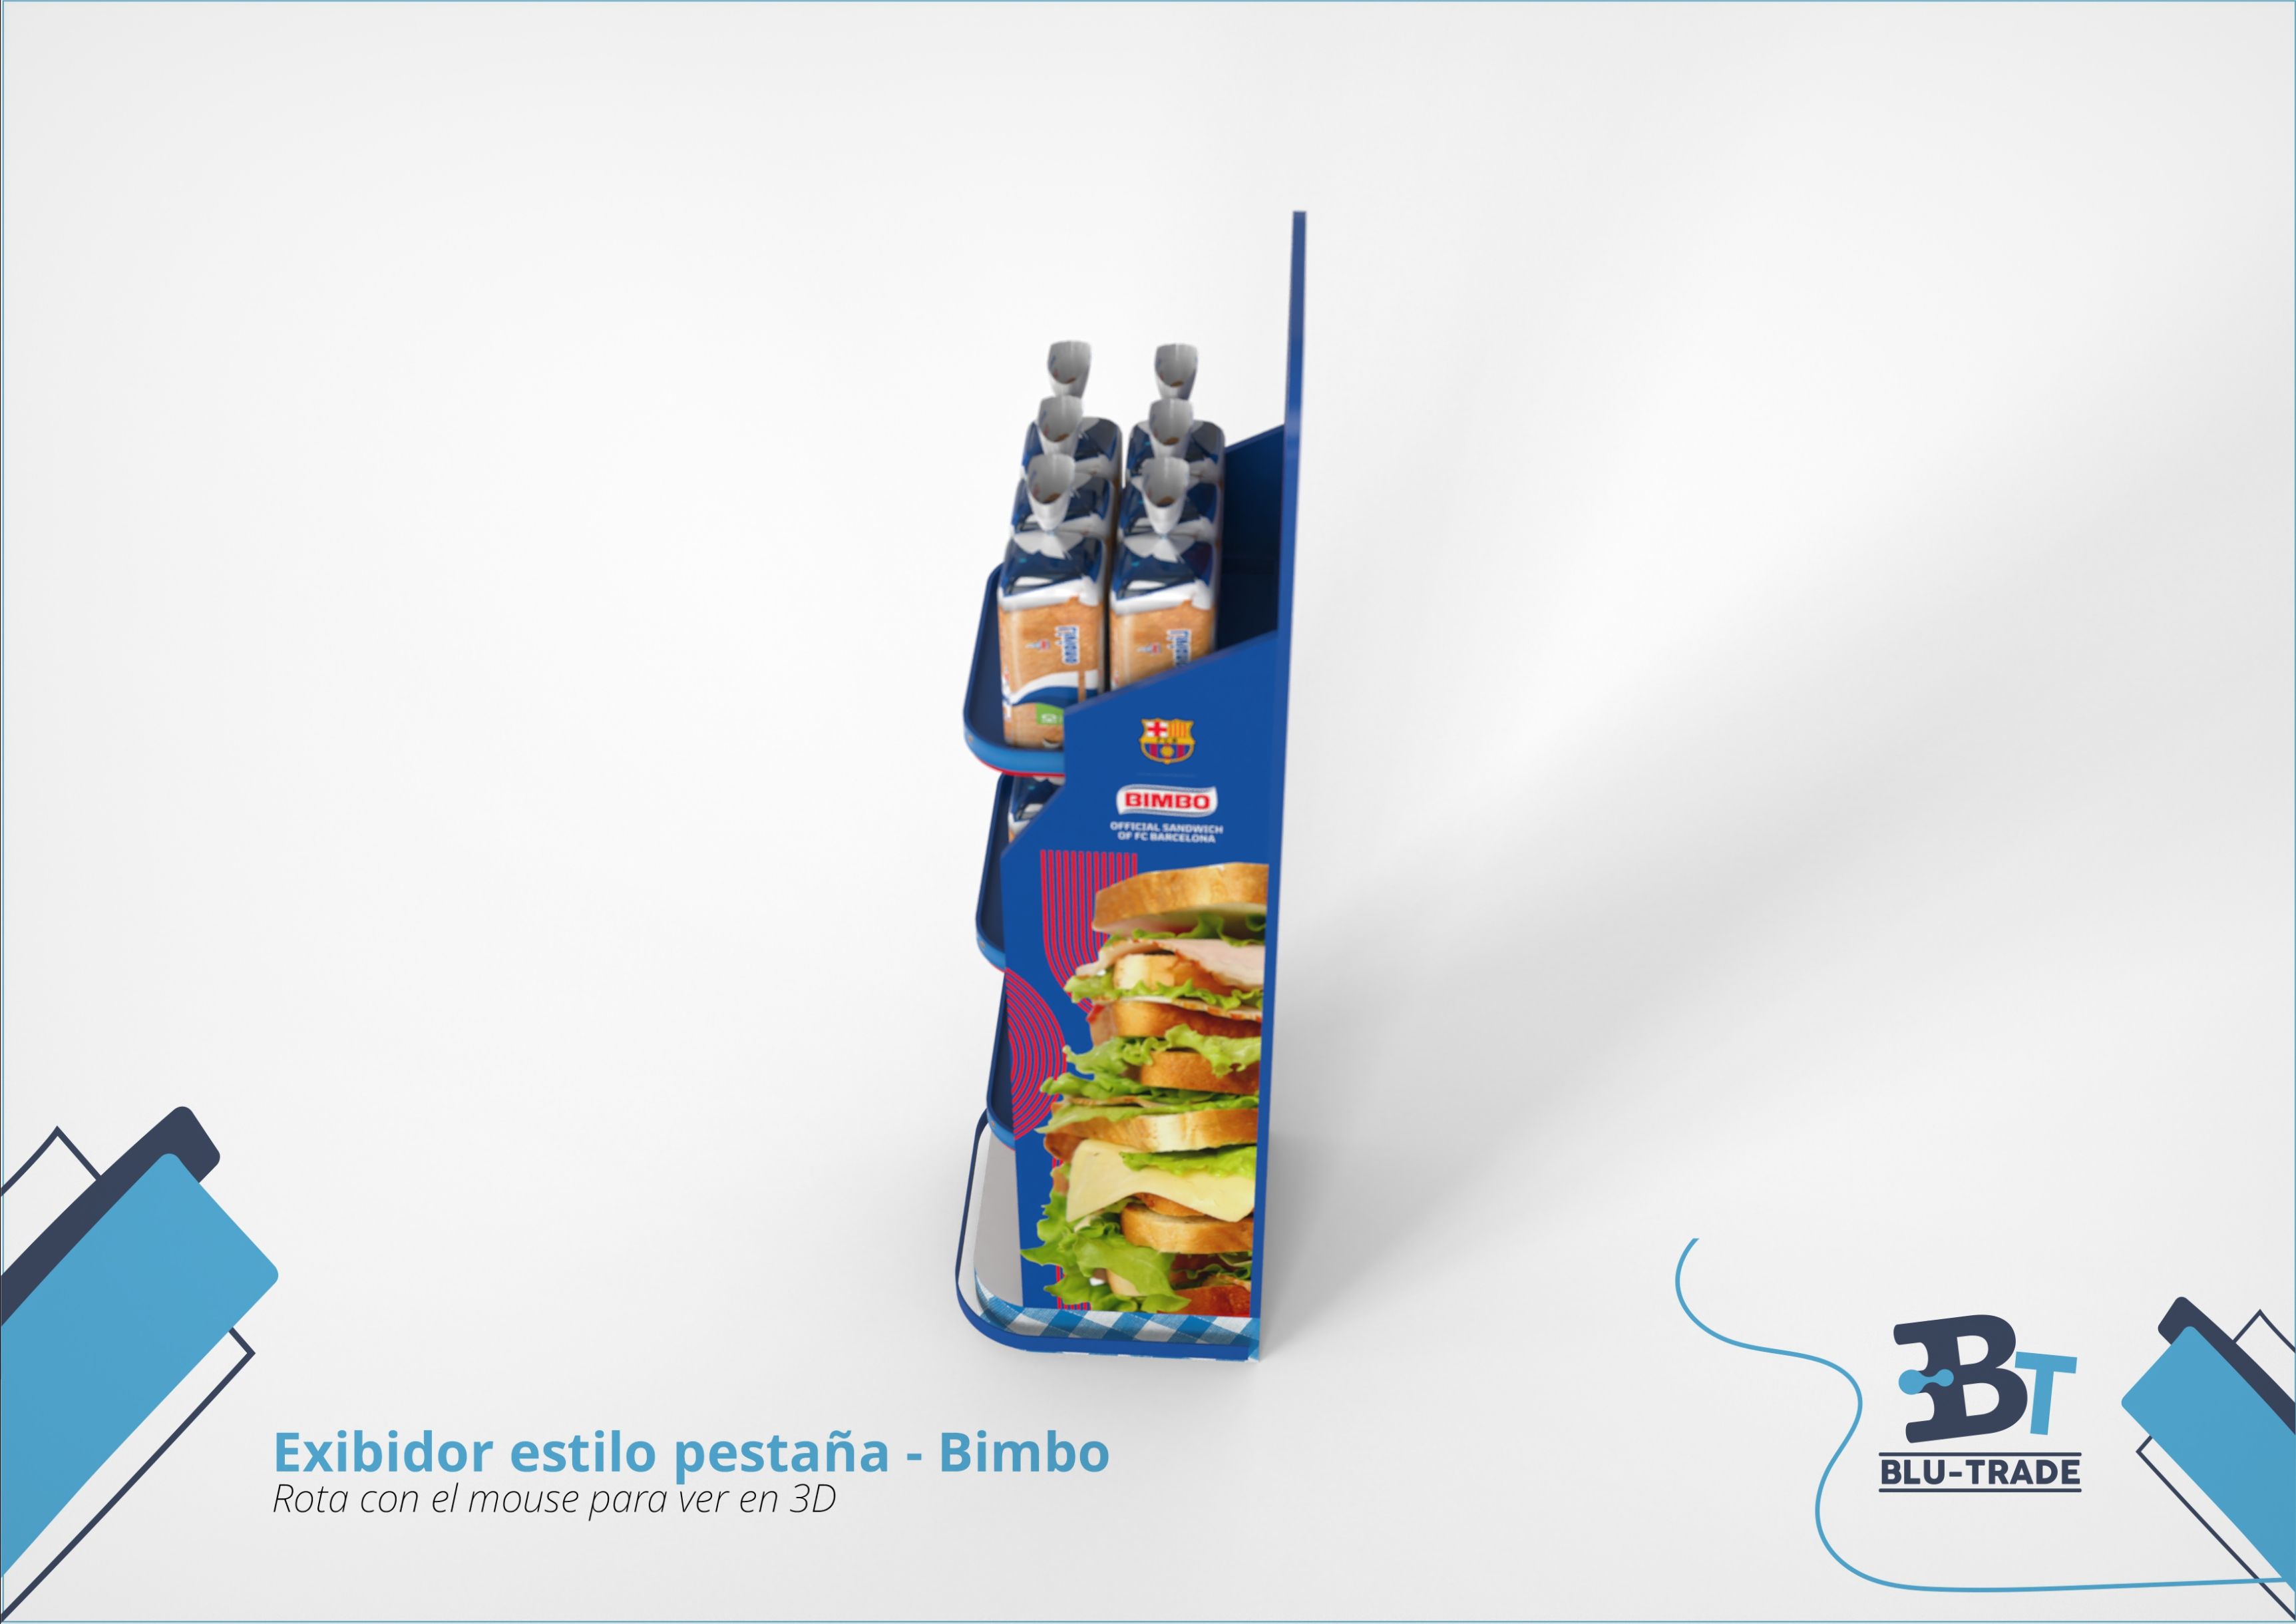 BIMBO
OFFICIAL SANDWICH
OF FC BARCELONA
Exibidor estilo pestaña - Bimbo
Rota con el mouse para ver en 3D
BT
BLU-TRADE